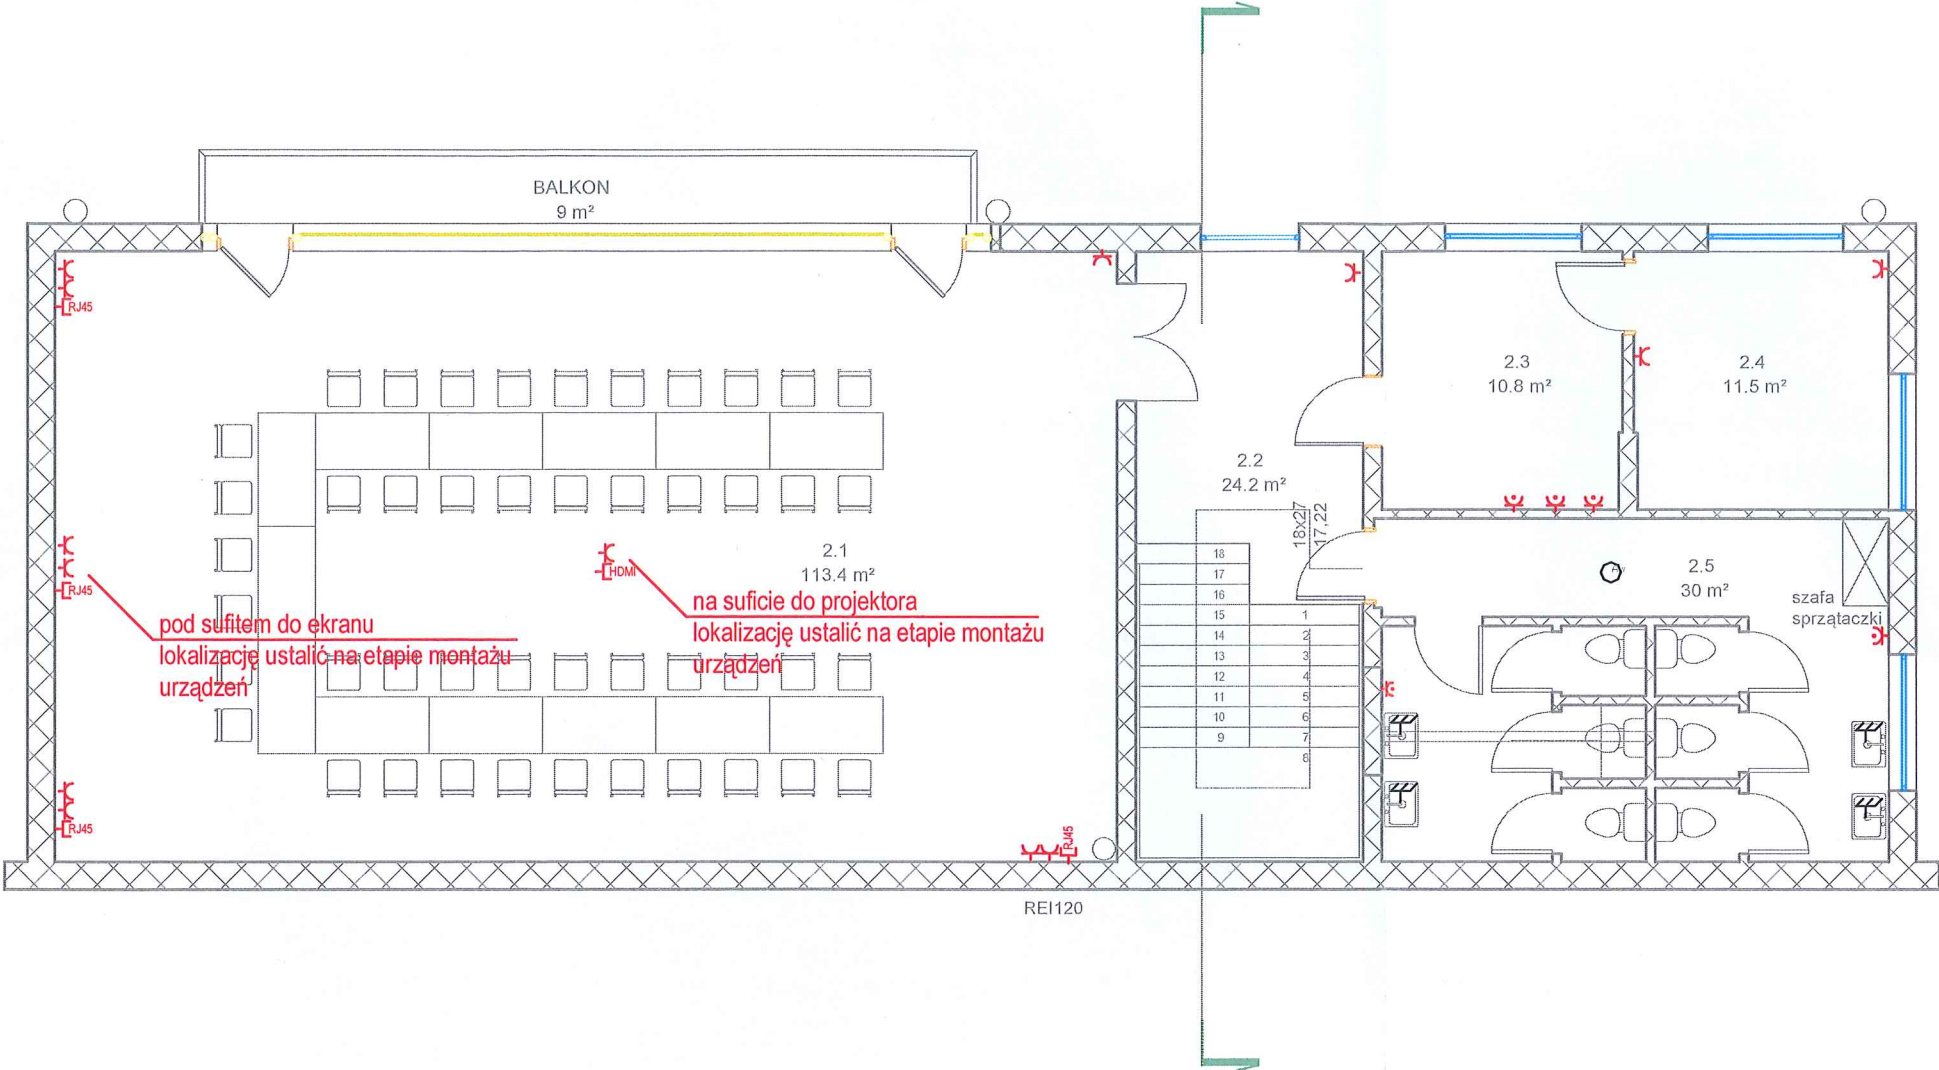 BALKON
9 m²
RJ45
2.3
10.8 m²
2.4
11.5 m²
2.2
24.2 m²
18x27
17,22
2.1
113.4 m²
HDMI
RJ45
na suficie do projektora
lokalizację ustalić na etapie montażu
urządzeń
pod sufitem do ekranu
lokalizację ustalić na etapie montażu
urządzeń
18
17
16
15
14
13
12
11
10
9
1
2
3
4
5
6
7
8
2.5
30 m²
szafa
sprzątaczki
RJ45
RJ45
REI120